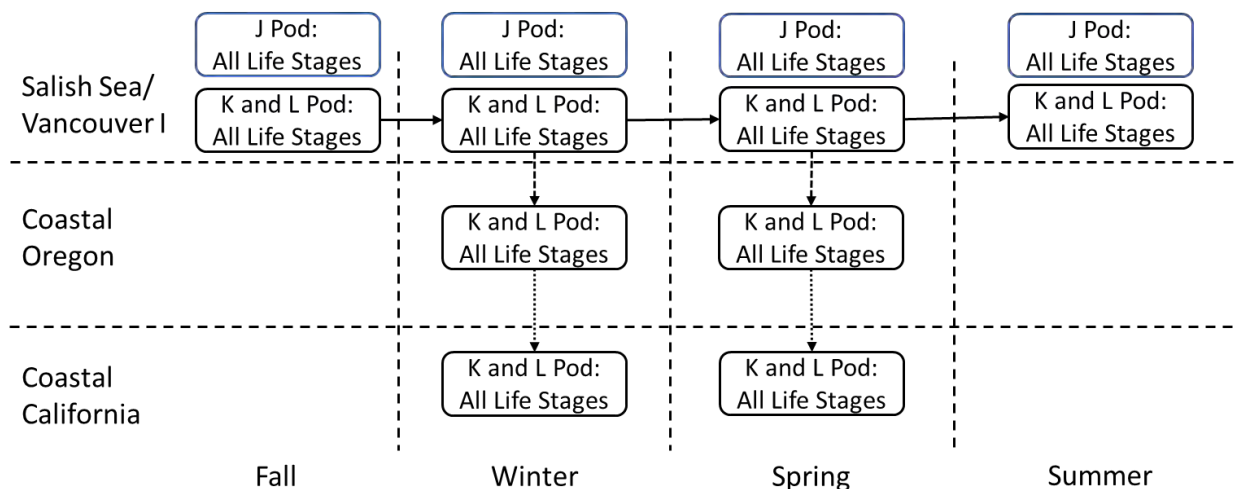 J Pod:
All Life Stages
J Pod:
All Life Stages
J Pod:
All Life Stages
J Pod:
All Life Stages
Salish Sea/
Vancouver I
K and L Pod:
All Life Stages
K and L Pod:
All Life Stages
K and L Pod:
All Life Stages
K and L Pod:
All Life Stages
Coastal
Oregon
K and L Pod:
All Life Stages
K and L Pod:
All Life Stages
Coastal
California
K and L Pod:
All Life Stages
K and L Pod:
All Life Stages
Fall
Winter
Spring
Summer